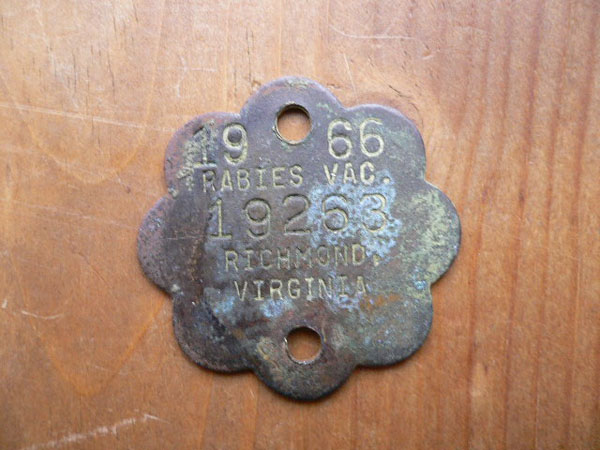 19 66
RABIES VAC.
19263
RICHMOND.
VIRGINIA